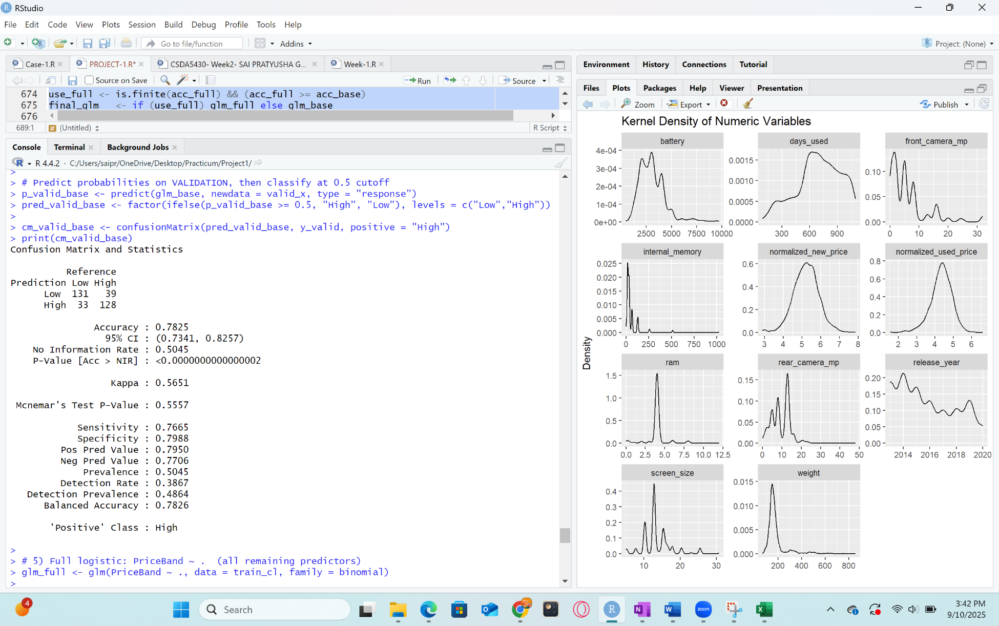 RStudio
File Edit Code View Plots Session Build Debug Profile Tools Help
Go to file/function
Addins
Project: (None)
Case-1.R
PROJECT-1.R*
CSDA5430- Week2- SAI PRATYUSHA G...
Week-1.R
Source on Save
Run
Source
674 use_full <- is.finite(acc_full) && (acc_full >= acc_base)
675 final_glm   <- if (use_full) glm_full else glm_base
676
689:1
# (Untitled)
R Script
Console
Terminal
Background Jobs
R 4.4.2 · C:/Users/saipr/OneDrive/Desktop/Practicum/Project1/
>
> # Predict probabilities on VALIDATION, then classify at 0.5 cutoff
> p_valid_base <- predict(glm_base, newdata = valid_x, type = "response")
> pred_valid_base <- factor(ifelse(p_valid_base >= 0.5, "High", "Low"), levels = c("Low","High"))
>
> cm_valid_base <- confusionMatrix(pred_valid_base, y_valid, positive = "High")
> print(cm_valid_base)
Confusion Matrix and Statistics
Reference
Prediction Low High
Low 131 39
High 33 128
Accuracy : 0.7825
95% CI : (0.7341, 0.8257)
No Information Rate : 0.5045
P-Value [Acc > NIR] : <0.0000000000000002
Kappa : 0.5651
Mcnemar's Test P-Value : 0.5557
Sensitivity : 0.7665
Specificity : 0.7988
Pos Pred Value : 0.7950
Neg Pred Value : 0.7706
Prevalence : 0.5045
Detection Rate : 0.3867
Detection Prevalence : 0.4864
Balanced Accuracy : 0.7826
'Positive' Class : High
>
> # 5) Full logistic: PriceBand ~ .  (all remaining predictors)
> glm_full <- glm(PriceBand ~ ., data = train_cl, family = binomial)
>
Environment History Connections Tutorial
Files Plots Packages Help Viewer Presentation
Zoom Export Publish
Kernel Density of Numeric Variables
Density
battery
4e-04
3e-04
2e-04
1e-04
0e+00
2500 5000 7500 10000
days_used
0.0015
0.0010
0.0005
0.0000
300 600 900
front_camera_mp
0.10
0.05
0.00
0 10 20 30
internal_memory
0.025
0.020
0.015
0.010
0.005
0.000
0 250 500 750 1000
normalized_new_price
0.6
0.4
0.2
0.0
3 4 5 6 7 8
normalized_used_price
0.8
0.6
0.4
0.2
0.0
2 3 4 5 6
ram
1.5
1.0
0.5
0.0
0.0 2.5 5.0 7.5 10.0 12.5
rear_camera_mp
0.15
0.10
0.05
0.00
0 10 20 30 40 50
release_year
0.20
0.15
0.10
0.05
0.00
2014 2016 2018 2020
screen_size
0.4
0.3
0.2
0.1
0.0
10 20 30
weight
0.015
0.010
0.005
0.000
200 400 600 800
4
Search
zoom
3:42 PM
9/10/2025